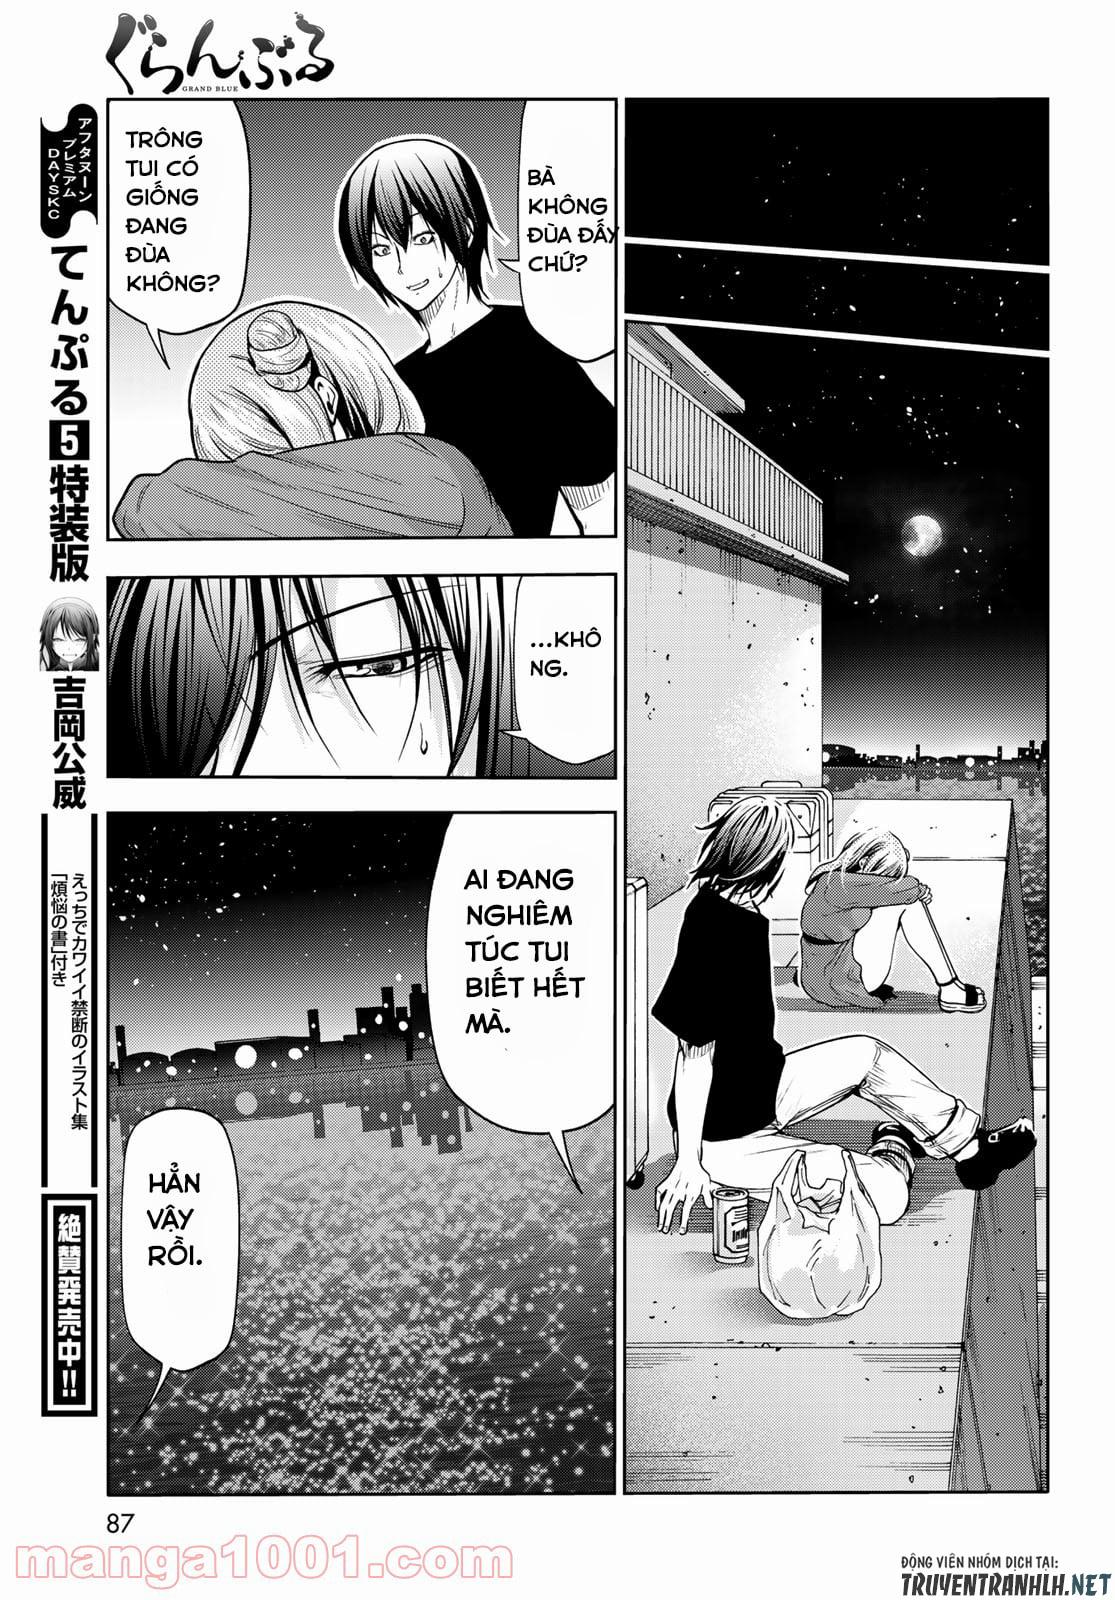 ぐらんぶる
GRAND BLUE
アフタヌーン
プレミアム
DAYSKC
てんぷる5特装版
吉岡公威
えっちでカワイイ禁断のイラスト集
「煩悩の書」付き
絶賛発売中!!
BÀ
KHÔNG
ĐÙA ĐẤY
CHỨ?
TRÔNG
TUI CÓ
GIỐNG
ĐANG
ĐÙA
KHÔNG?
...KHÔ
NG.
AI ĐANG
NGHIÊM
TÚC TUI
BIẾT HẾT
MÀ.
HẲN
VẬY
RỒI.
87
manga1001.com
ĐỘNG VIÊN NHÓM DỊCH TẠI:
TRUYENTRANHLH.NET